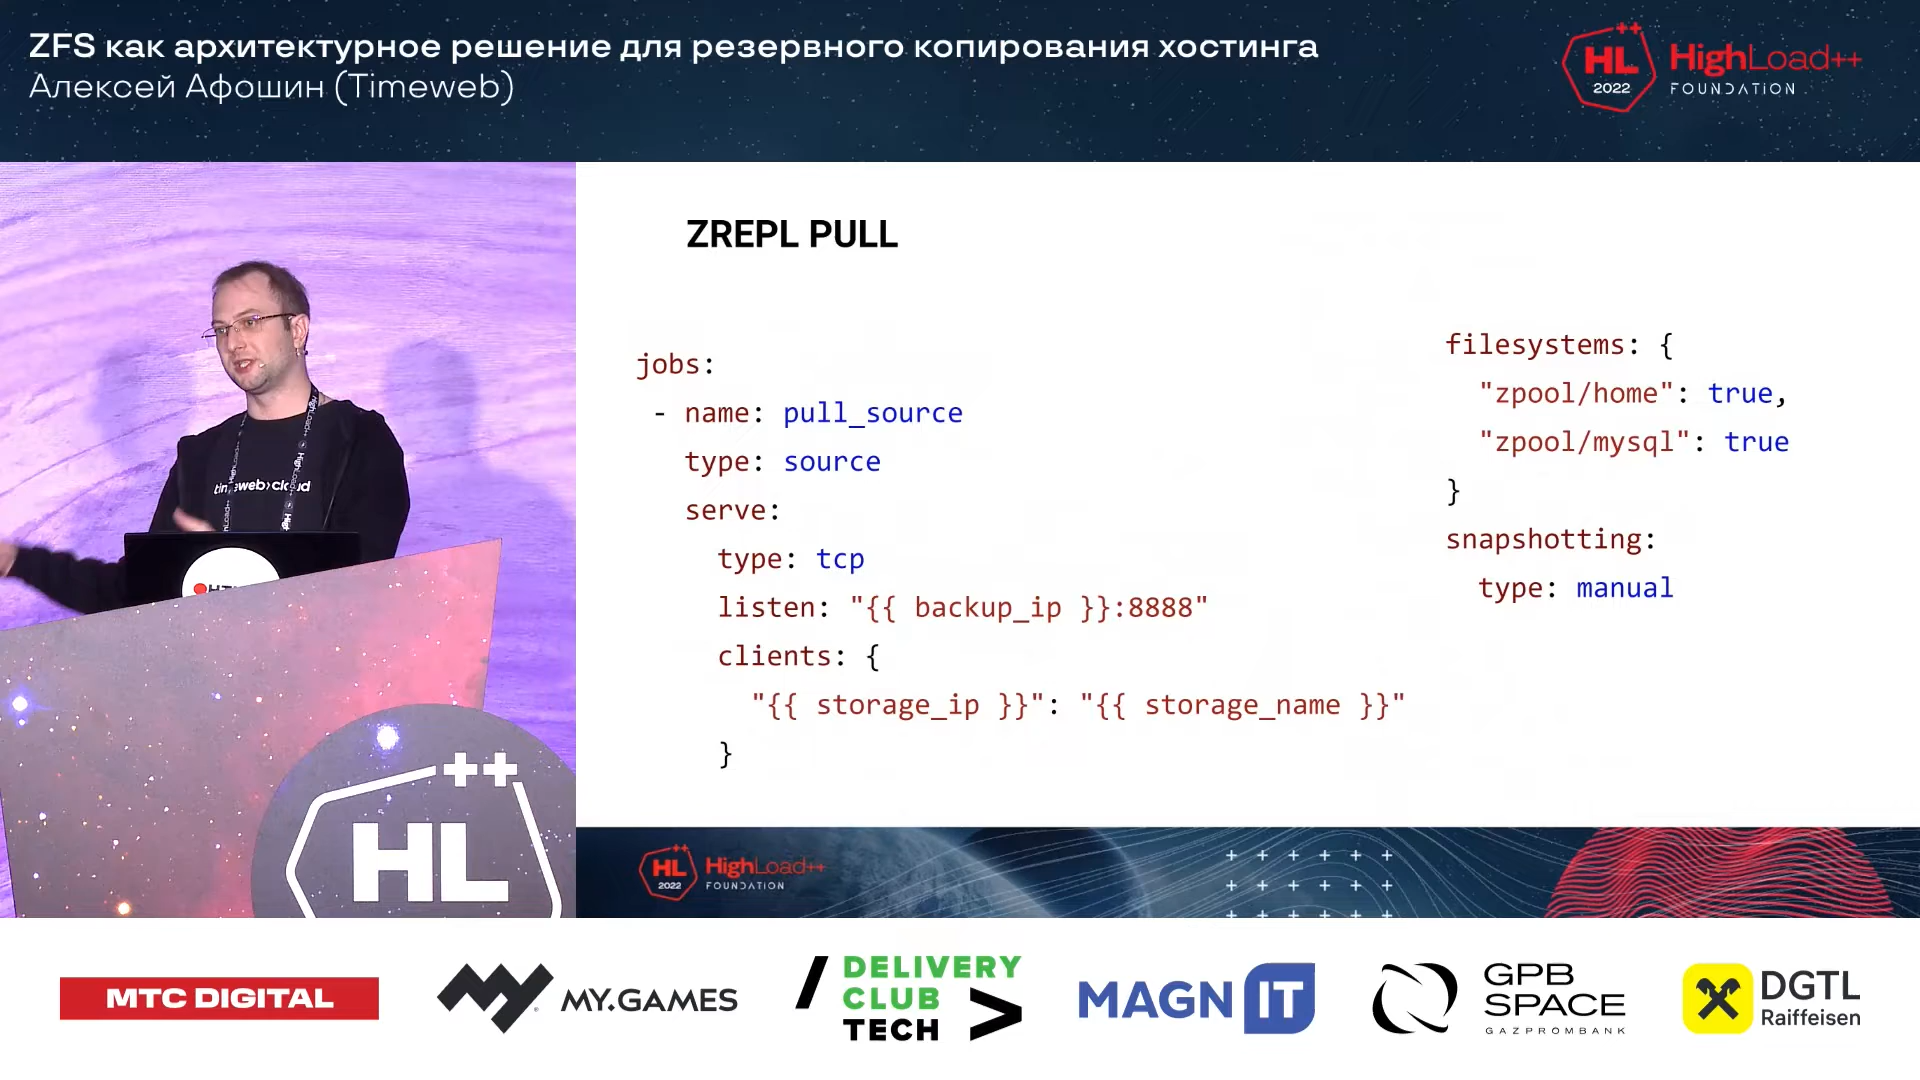 ZFS как архитектурное решение для резервного копирования хостинга
Алексей Афошин (Timeweb)
HL++
2022
HighLoad++
FOUNDATiON
ZREPL PULL
jobs:
- name: pull_source
type: source
serve:
type: tcp
listen: "{{ backup_ip }}:8888"
clients: {
"{{ storage_ip }}": "{{ storage_name }}"
}
filesystems: {
"zpool/home": true,
"zpool/mysql": true
}
snapshotting:
type: manual
HL++
HL++
2022
HighLoad++
FOUNDATiON
МТС DIGITAL
MY.GAMES
DELIVERY
CLUB
TECH
MAGNIT
GPB
SPACE
GAZPROMBANK
DGTL
Raiffeisen